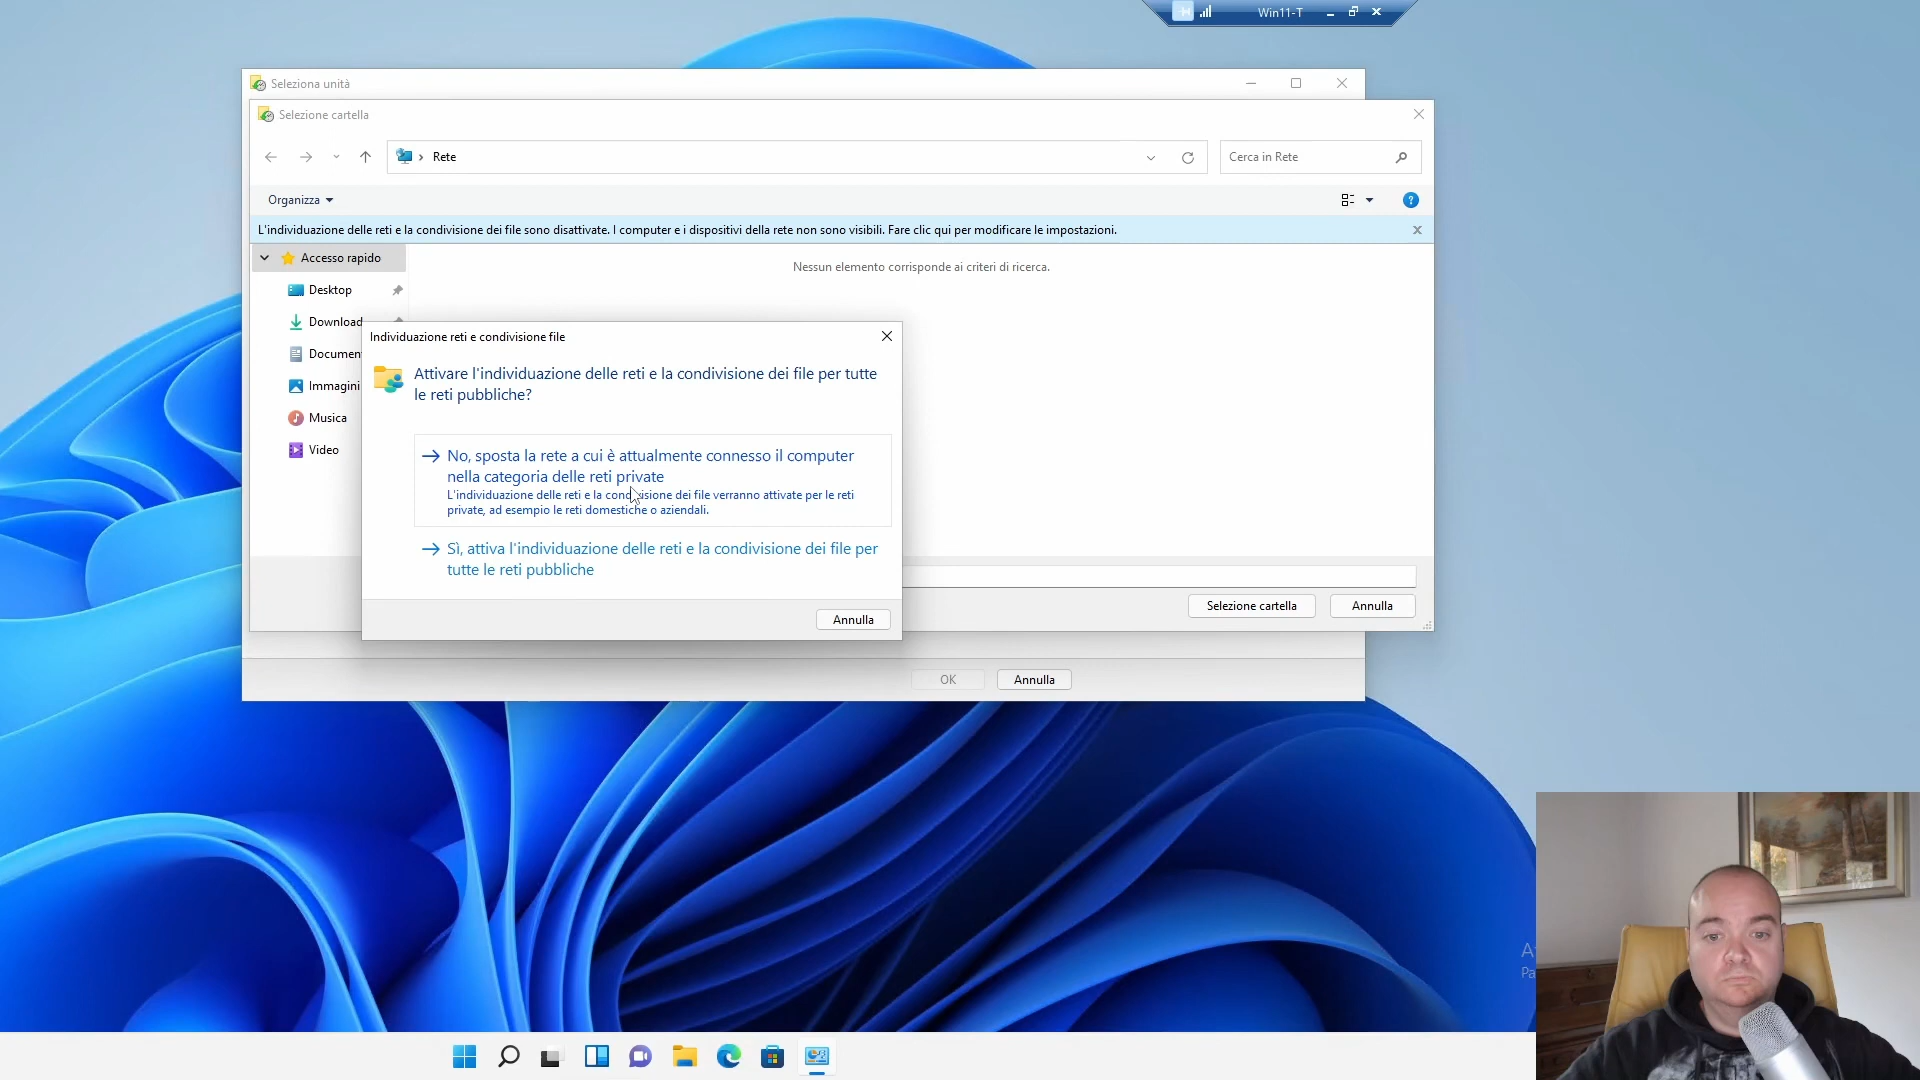 Win11-T
Seleziona unità
Selezione cartella
Rete
Cerca in Rete
Organizza
L'individuazione delle reti e la condivisione dei file sono disattivate. I computer e i dispositivi della rete non sono visibili. Fare clic qui per modificare le impostazioni.
Accesso rapido
Nessun elemento corrisponde ai criteri di ricerca.
Desktop
Download
Documen
Immagini
Musica
Video
Individuazione reti e condivisione file
Attivare l'individuazione delle reti e la condivisione dei file per tutte
le reti pubbliche?
No, sposta la rete a cui è attualmente connesso il computer
nella categoria delle reti private
L'individuazione delle reti e la condivisione dei file verranno attivate per le reti
private, ad esempio le reti domestiche o aziendali.
Sì, attiva l'individuazione delle reti e la condivisione dei file per
tutte le reti pubbliche
Annulla
Selezione cartella
Annulla
OK
Annulla